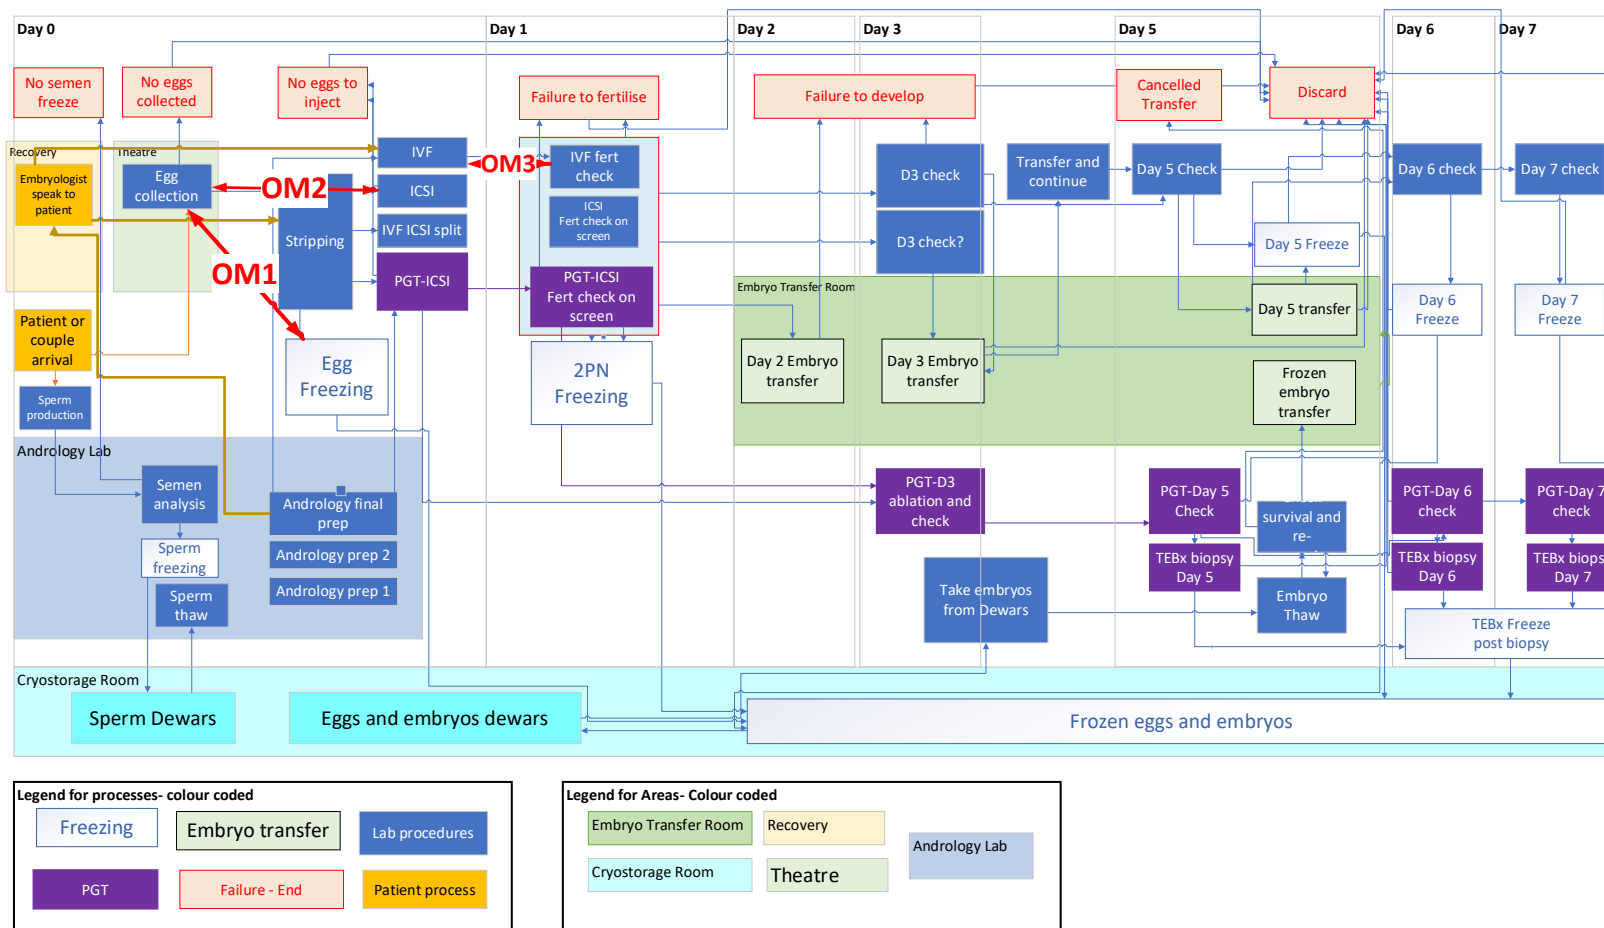 Day 0
Day 1
Day 2
Day 3
Day 5
Day 6
Day 7
No semen
freeze
No eggs
collected
No eggs to
inject
Failure to fertilise
Failure to develop
Cancelled
Transfer
Discard
Recovery
Theatre
Embryologist
speak to
patient
Egg
collection
OM2
OM1
OM3
Stripping
IVF
ICSI
IVF ICSI split
PGT-ICSI
IVF fert
check
ICSI
Fert check on
screen
PGT-ICSI
Fert check on
screen
D3 check
D3 check?
Transfer and
continue
Day 5 Check
Day 6 check
Day 7 check
Day 5 Freeze
Embryo Transfer Room
Day 5 transfer
Day 6
Freeze
Day 7
Freeze
Patient or
couple
arrival
Sperm
production
Egg
Freezing
2PN
Freezing
Day 2 Embryo
transfer
Day 3 Embryo
transfer
Frozen
embryo
transfer
Andrology Lab
Semen
analysis
Sperm
freezing
Sperm
thaw
Andrology final
prep
Andrology prep 2
Andrology prep 1
PGT-D3
ablation and
check
PGT-Day 5
Check
TEBx biopsy
Day 5
survival and
re-
PGT-Day 6
check
TEBx biopsy
Day 6
PGT-Day 7
check
TEBx biops
Day 7
Take embryos
from Dewars
Embryo
Thaw
TEBx Freeze
post biopsy
Cryostorage Room
Sperm Dewars
Eggs and embryos dewars
Frozen eggs and embryos
Legend for processes- colour coded
Freezing
Embryo transfer
Lab procedures
PGT
Failure - End
Patient process
Legend for Areas- Colour coded
Embryo Transfer Room
Recovery
Andrology Lab
Cryostorage Room
Theatre